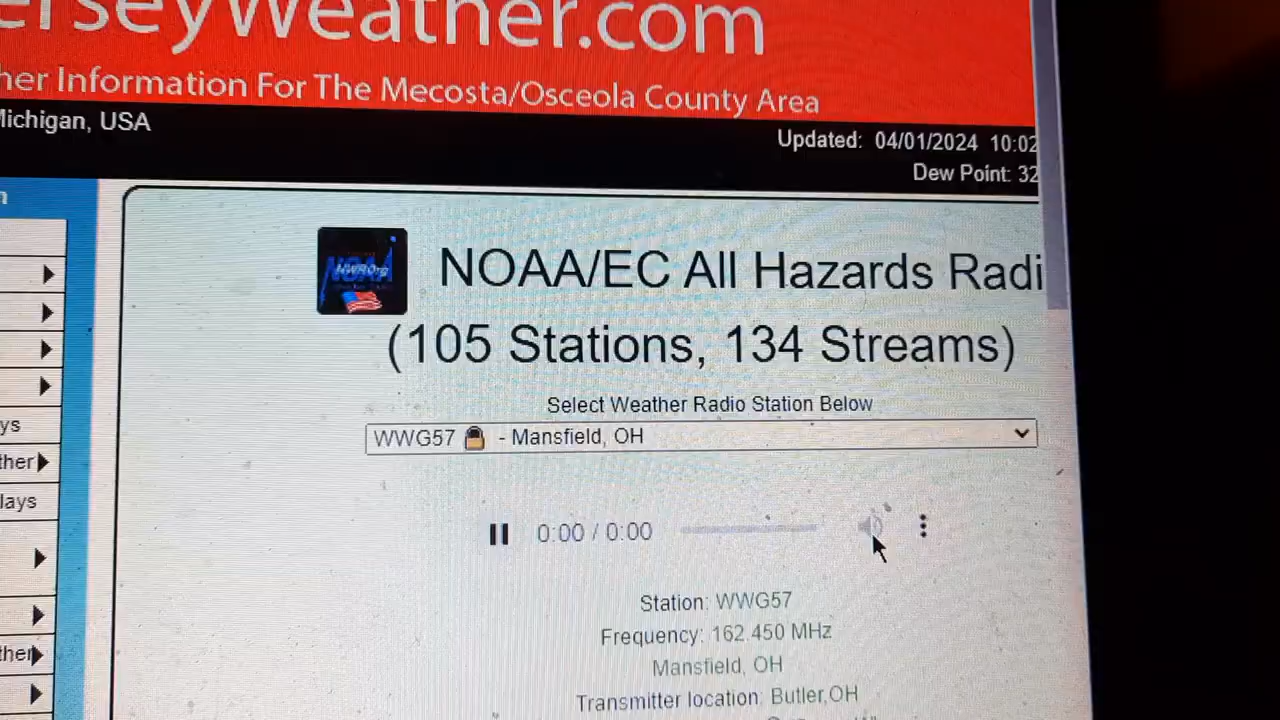 erseyWeather.com
her Information For The Mecosta/Osceola County Area
Michigan, USA
Updated: 04/01/2024 10:02
Dew Point: 32
NOAA/EC All Hazards Radi
(105 Stations, 134 Streams)
Select Weather Radio Station Below
WWG57 - Mansfield, OH
ys
ther
lays
ther
0:00 / 0:00
Station: WWG57
Frequency: 162.450 MHz
Mansfield, OH
Transmitter location: Butler,OH